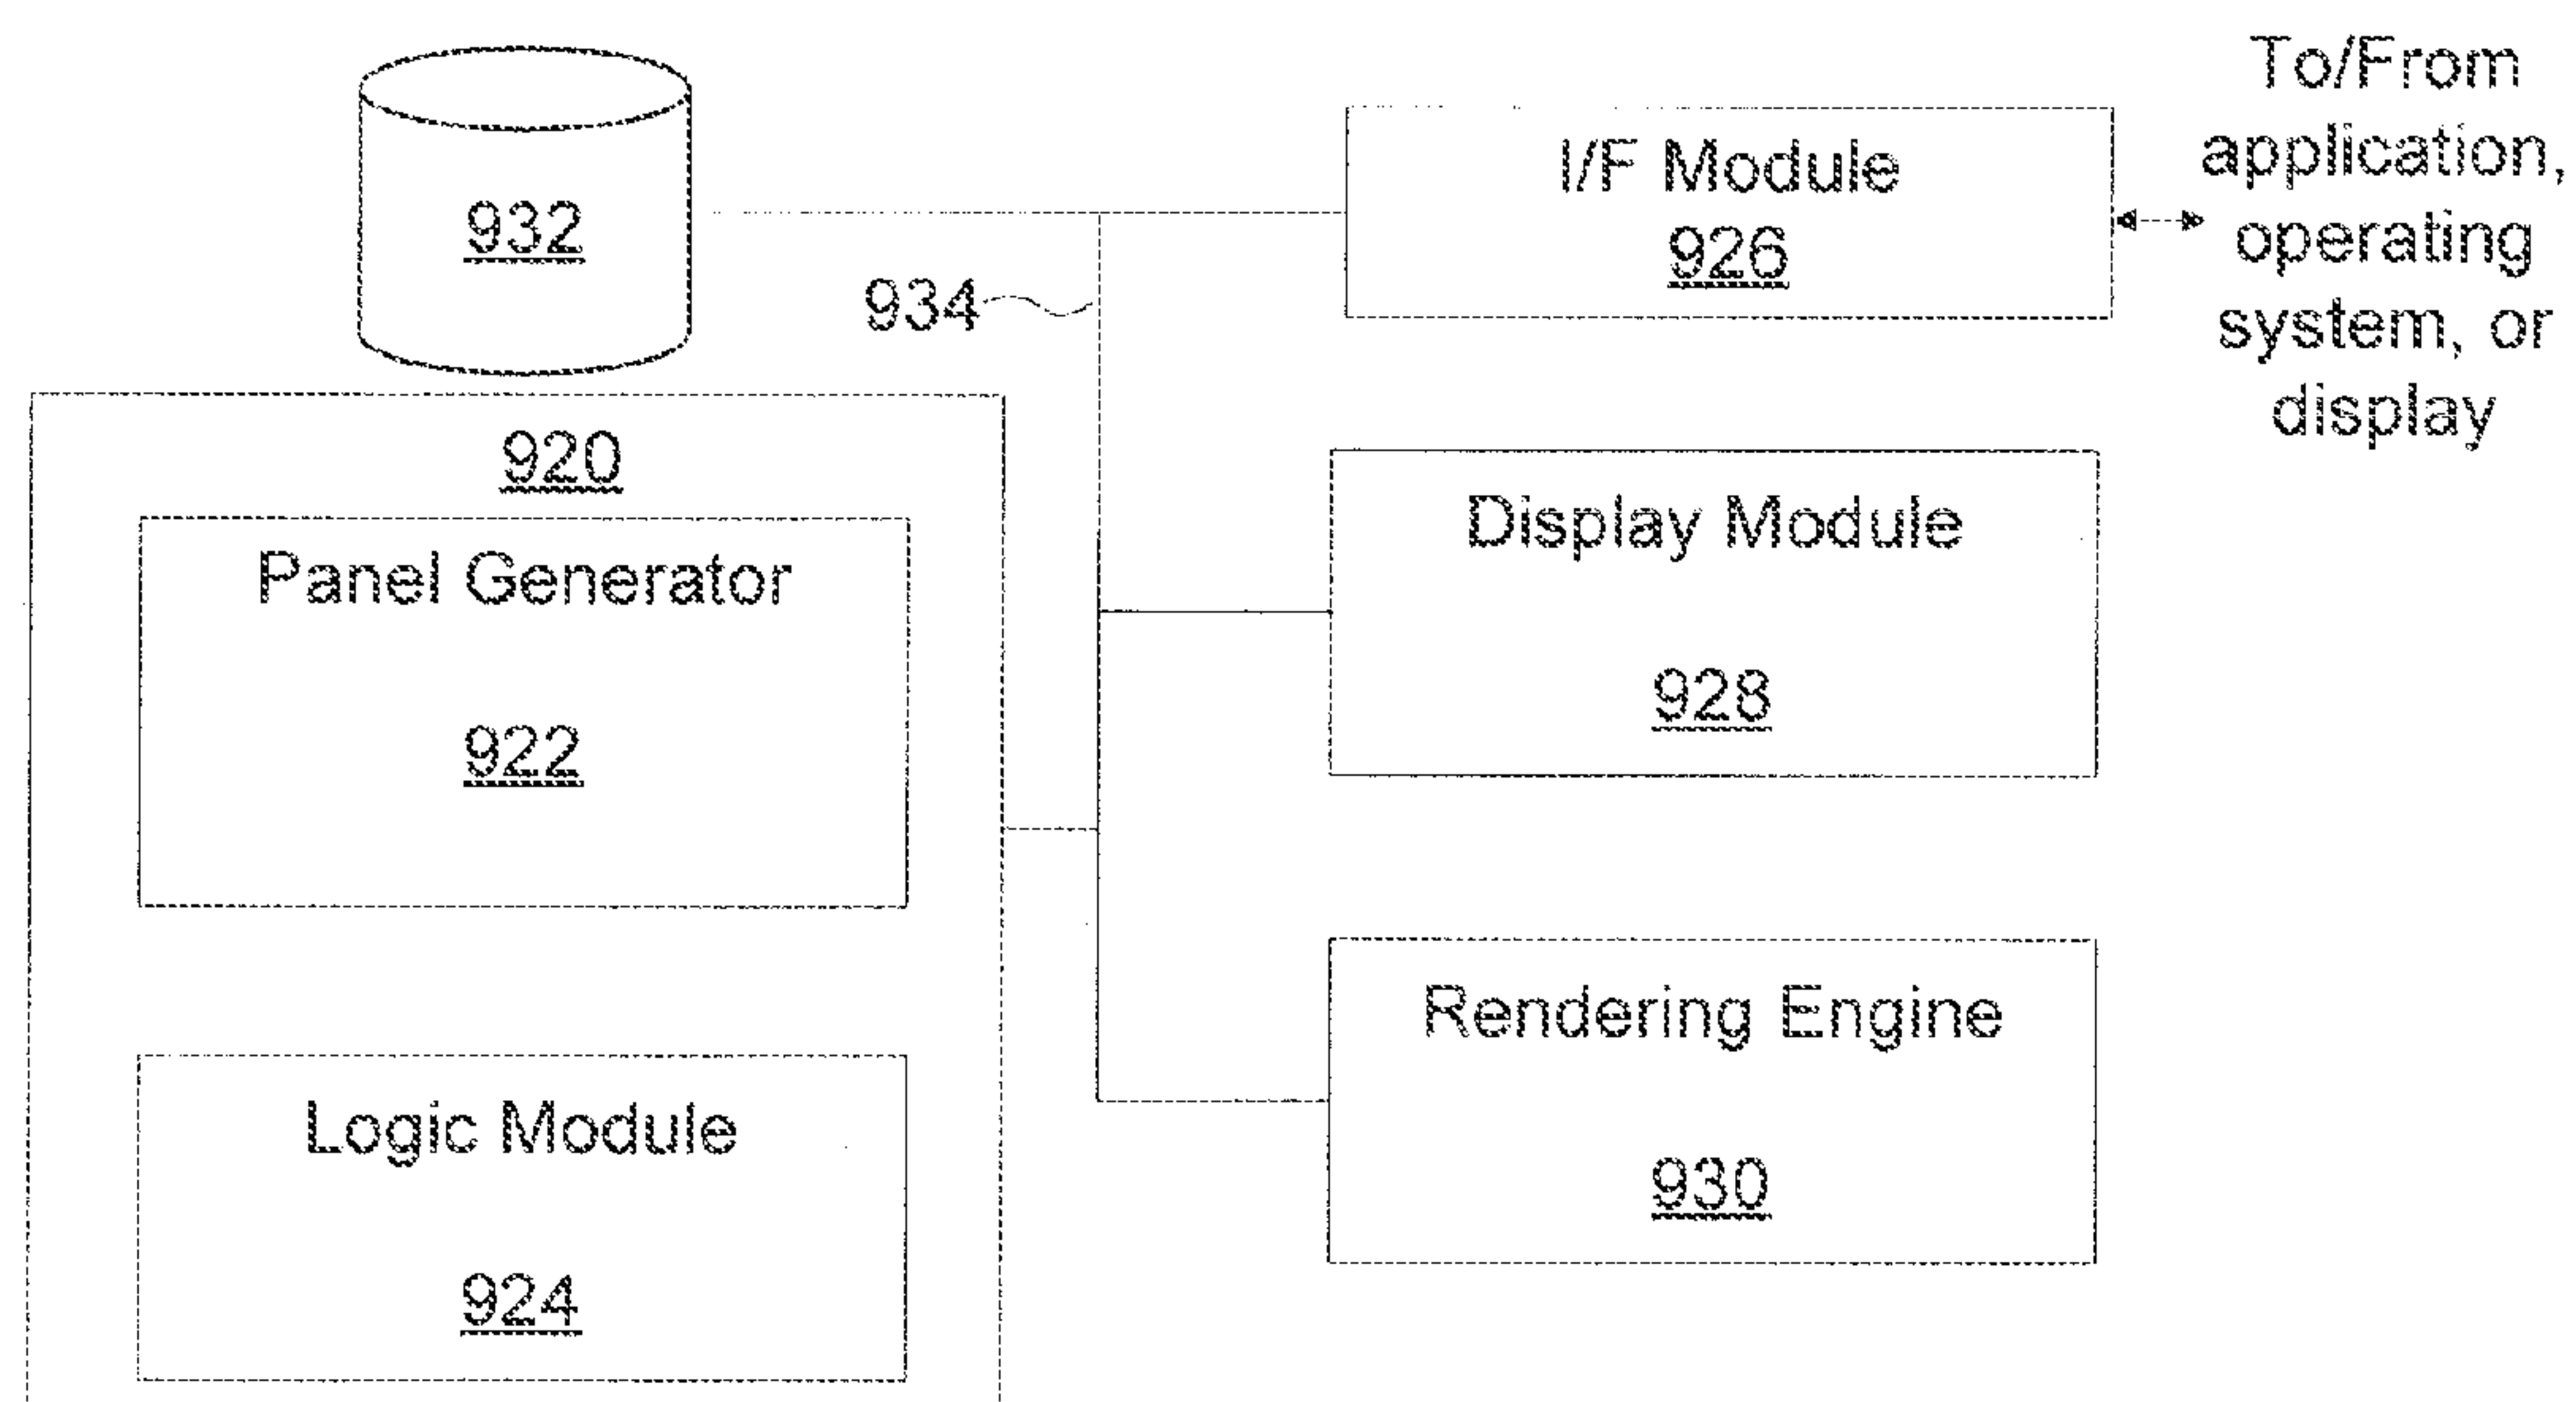 932
934
I/F Module
926
To/From
application,
operating
system, or
display
920
Panel Generator
922
Logic Module
924
Display Module
928
Rendering Engine
930